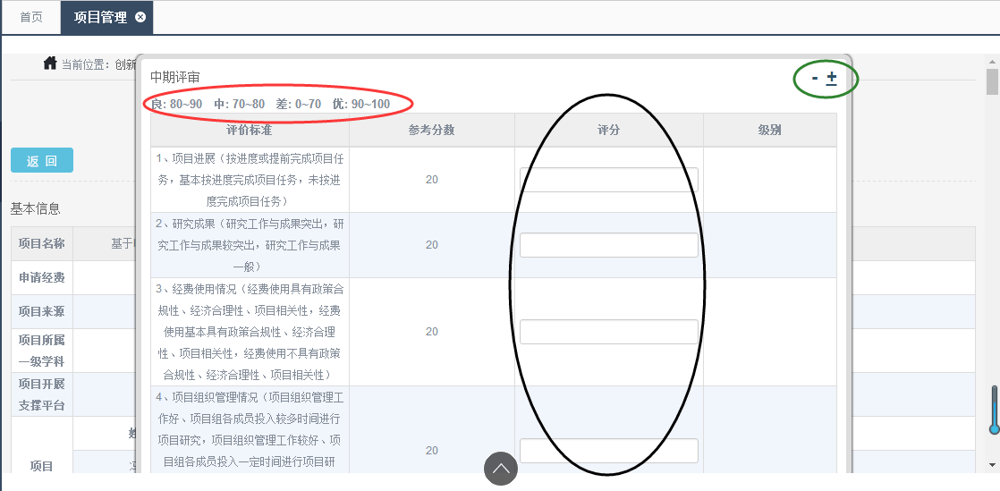 首页 项目管理
当前位置：创新
中期评审
- +
良: 80~90 中: 70~80 差: 0~70 优: 90~100
评价标准 参考分数 评分 级别
1、项目进展（按进度或提前完成项目任
务，基本按进度完成项目任务，未按进
度完成项目任务）
20
2、研究成果（研究工作与成果突出，研
究工作与成果较突出，研究工作与成果
一般）
20
3、经费使用情况（经费使用具有政策合
规性、经济合理性、项目相关性，经费
使用基本具有政策合规性、经济合理
性、项目相关性，经费使用不具有政策
合规性、经济合理性、项目相关性）
20
4、项目组织管理情况（项目组织管理工
作好、项目组各成员投入较多时间进行
项目研究，项目组织管理工作较好、项
目组各成员投入一定时间进行项目研
20
返 回
基本信息
项目名称 基于
申请经费
项目来源
项目所属
一级学科
项目开展
支撑平台
项目